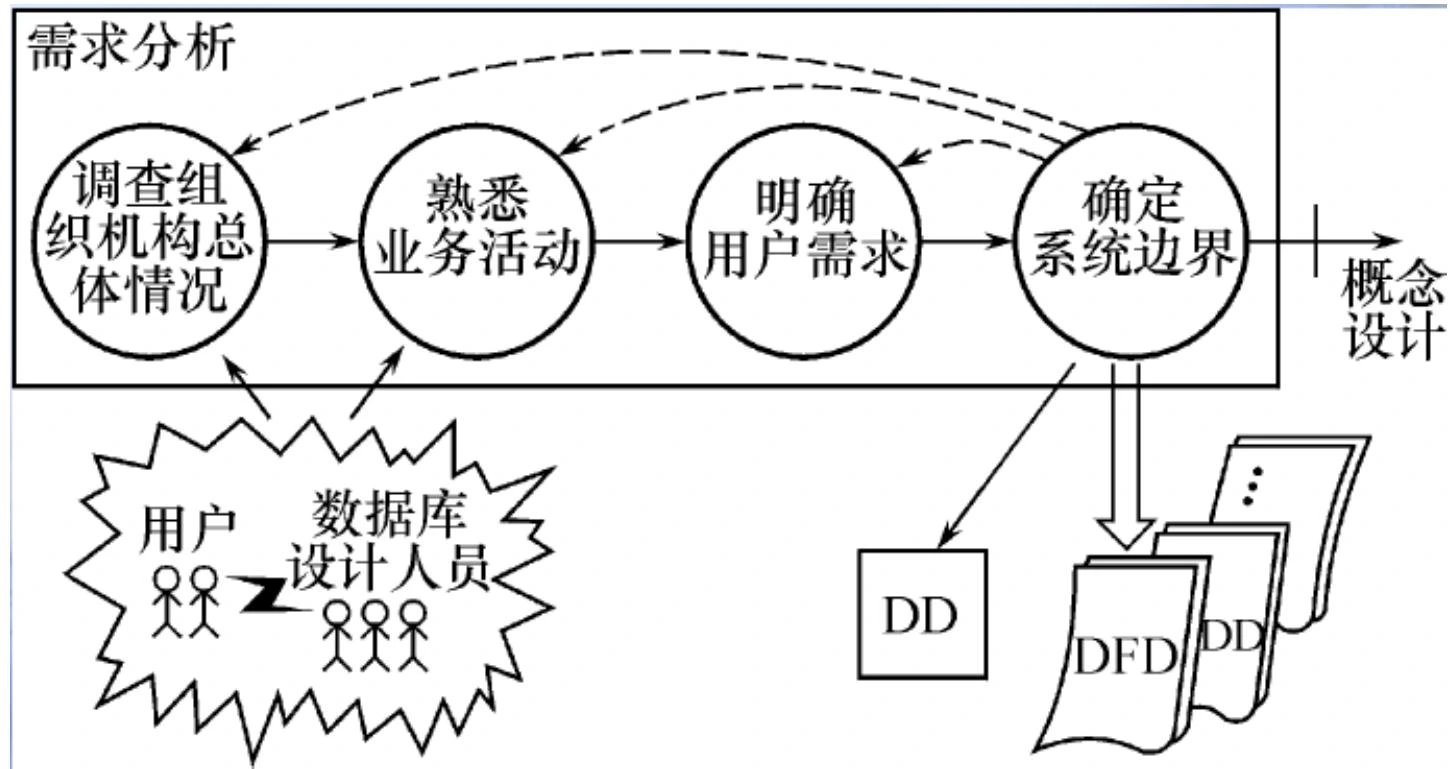 需求分析
调查组
织机构总
体情况
熟悉
业务活动
明确
用户需求
确定
系统边界
概念
设计
用户
数据库
设计人员
DD
DFD
DD